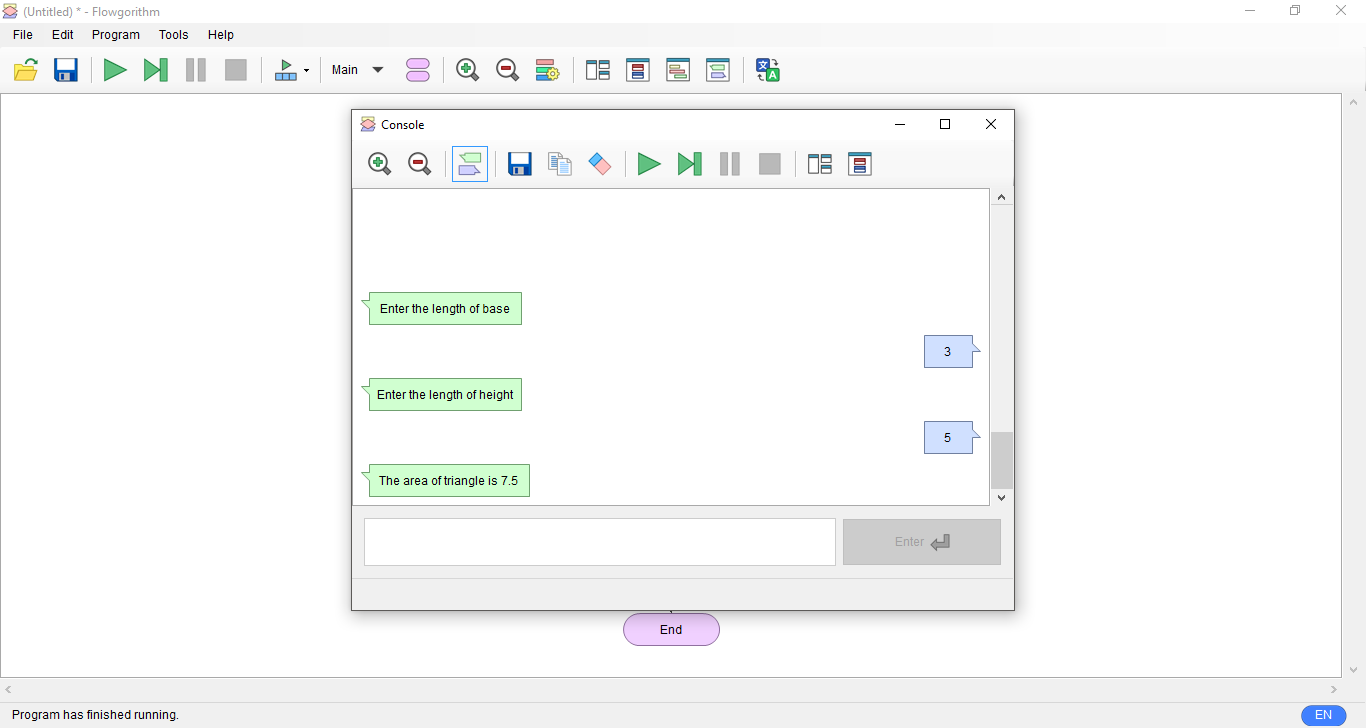 (Untitled) * - Flowgorithm
File Edit Program Tools Help
Main
Console
Enter the length of base
3
Enter the length of height
5
The area of triangle is 7.5
Enter
End
Program has finished running.
EN